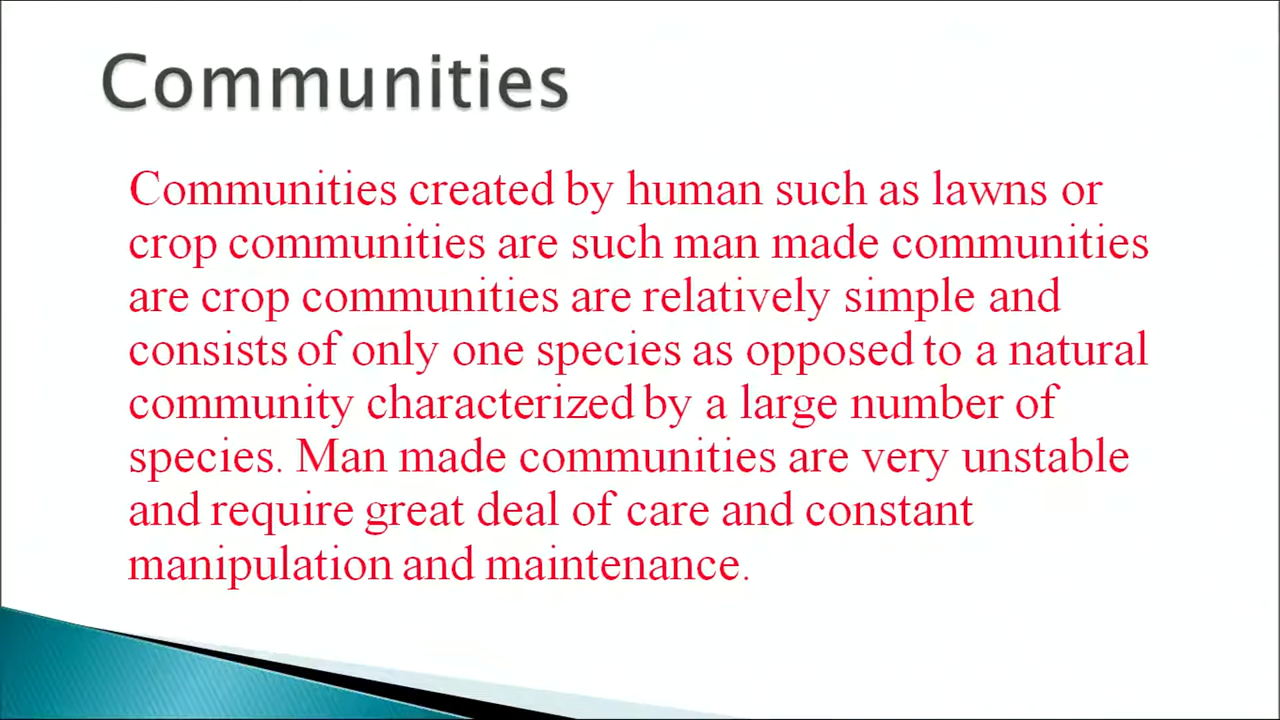 Communities
Communities created by human such as lawns or
crop communities are such man made communities
are crop communities are relatively simple and
consists of only one species as opposed to a natural
community characterized by a large number of
species. Man made communities are very unstable
and require great deal of care and constant
manipulation and maintenance.